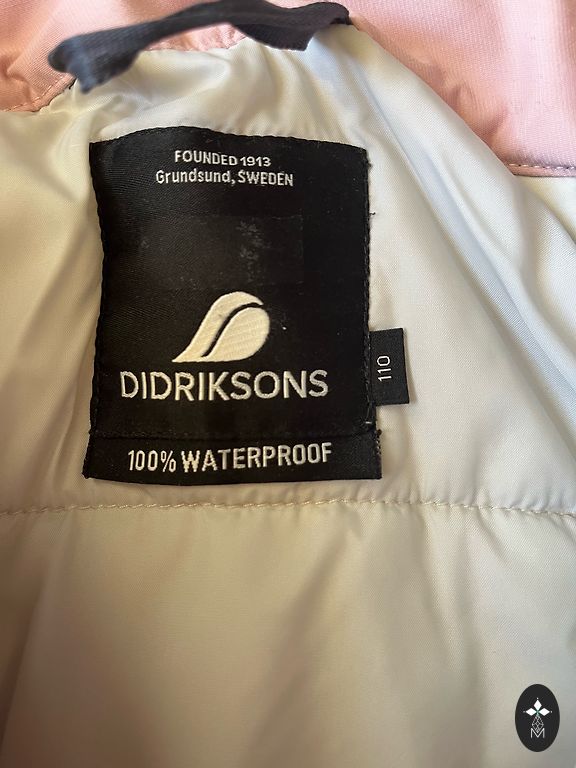 FOUNDED 1913
Grundsund, SWEDEN
DIDRIKSONS
110
100% WATERPROOF
M